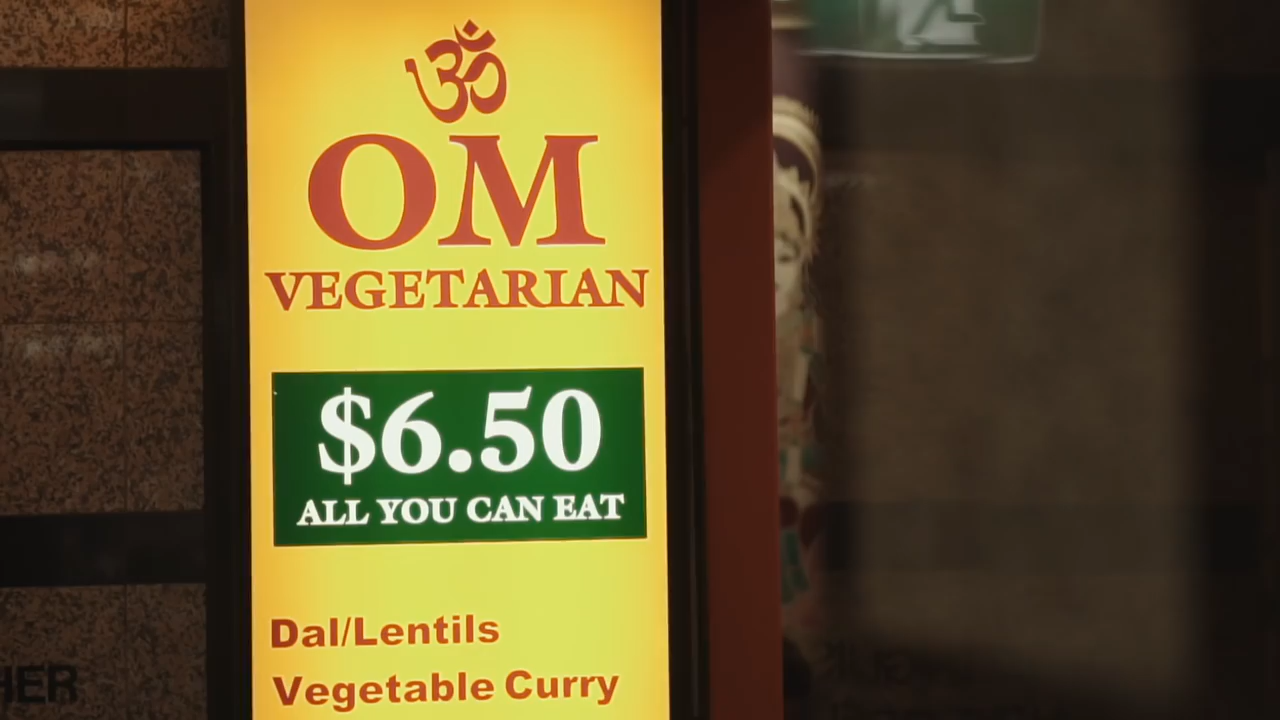 ॐ
OM
VEGETARIAN
$6.50
ALL YOU CAN EAT
Dal/Lentils
Vegetable Curry